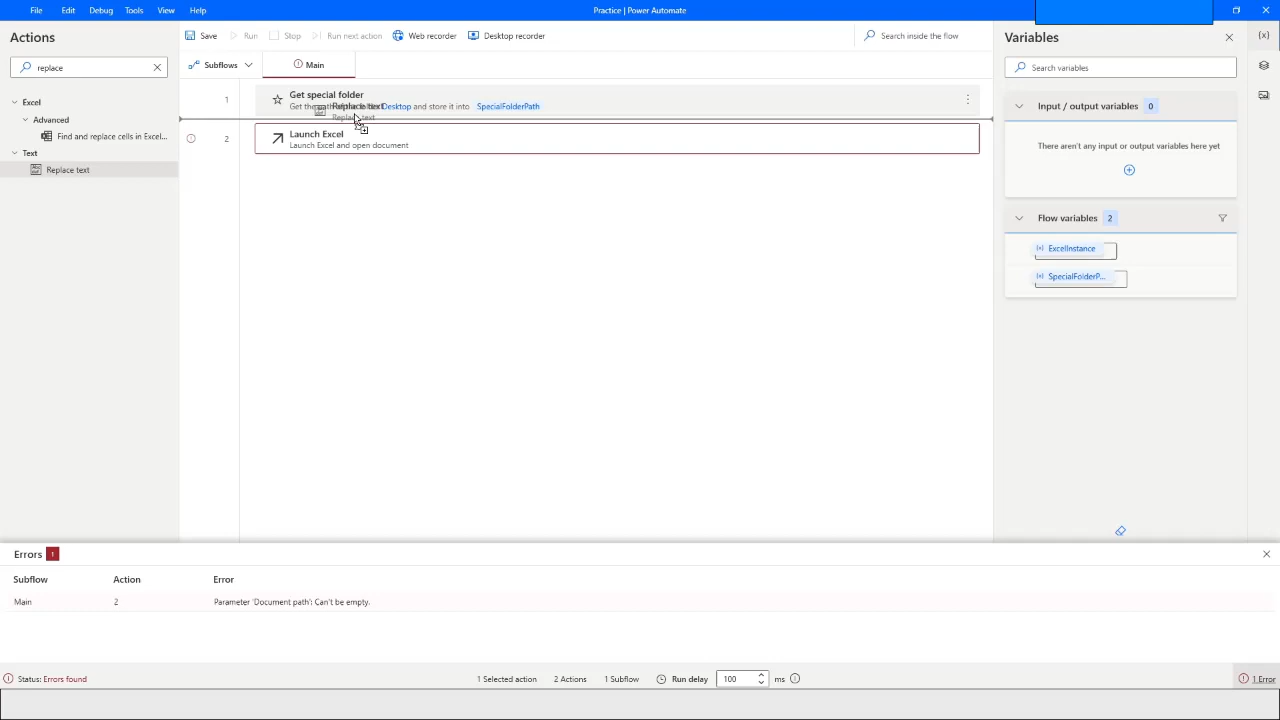 File Edit Debug Tools View Help
Practice | Power Automate
Actions
replace
Excel
Advanced
Find and replace cells in Excel...
Text
Replace text
Save Run Stop Run next action Web recorder Desktop recorder
Search inside the flow
Subflows Main
1
Get special folder
Desktop and store it into SpecialFolderPath
Replace text
Replace text
2
Launch Excel
Launch Excel and open document
Variables
Search variables
Input / output variables 0
There aren't any input or output variables here yet
Flow variables 2
ExcelInstance
SpecialFolderP...
Errors 1
Subflow Action Error
Main 2 Parameter 'Document path': Can't be empty.
Status: Errors found
1 Selected action 2 Actions 1 Subflow Run delay 100 ms
1 Error